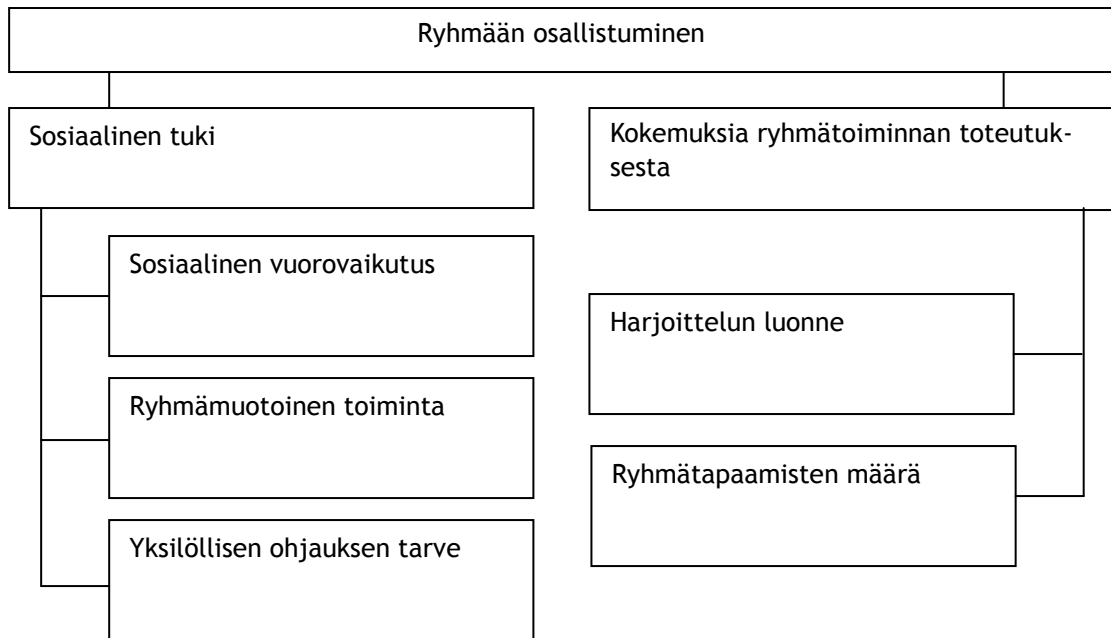 Ryhmään osallistuminen
Sosiaalinen tuki
Kokemuksia ryhmätoiminnan toteutuk-
sesta
Sosiaalinen vuorovaikutus
Ryhmämuotoinen toiminta
Yksilöllisen ohjauksen tarve
Harjoittelun luonne
Ryhmätapaamisten määrä